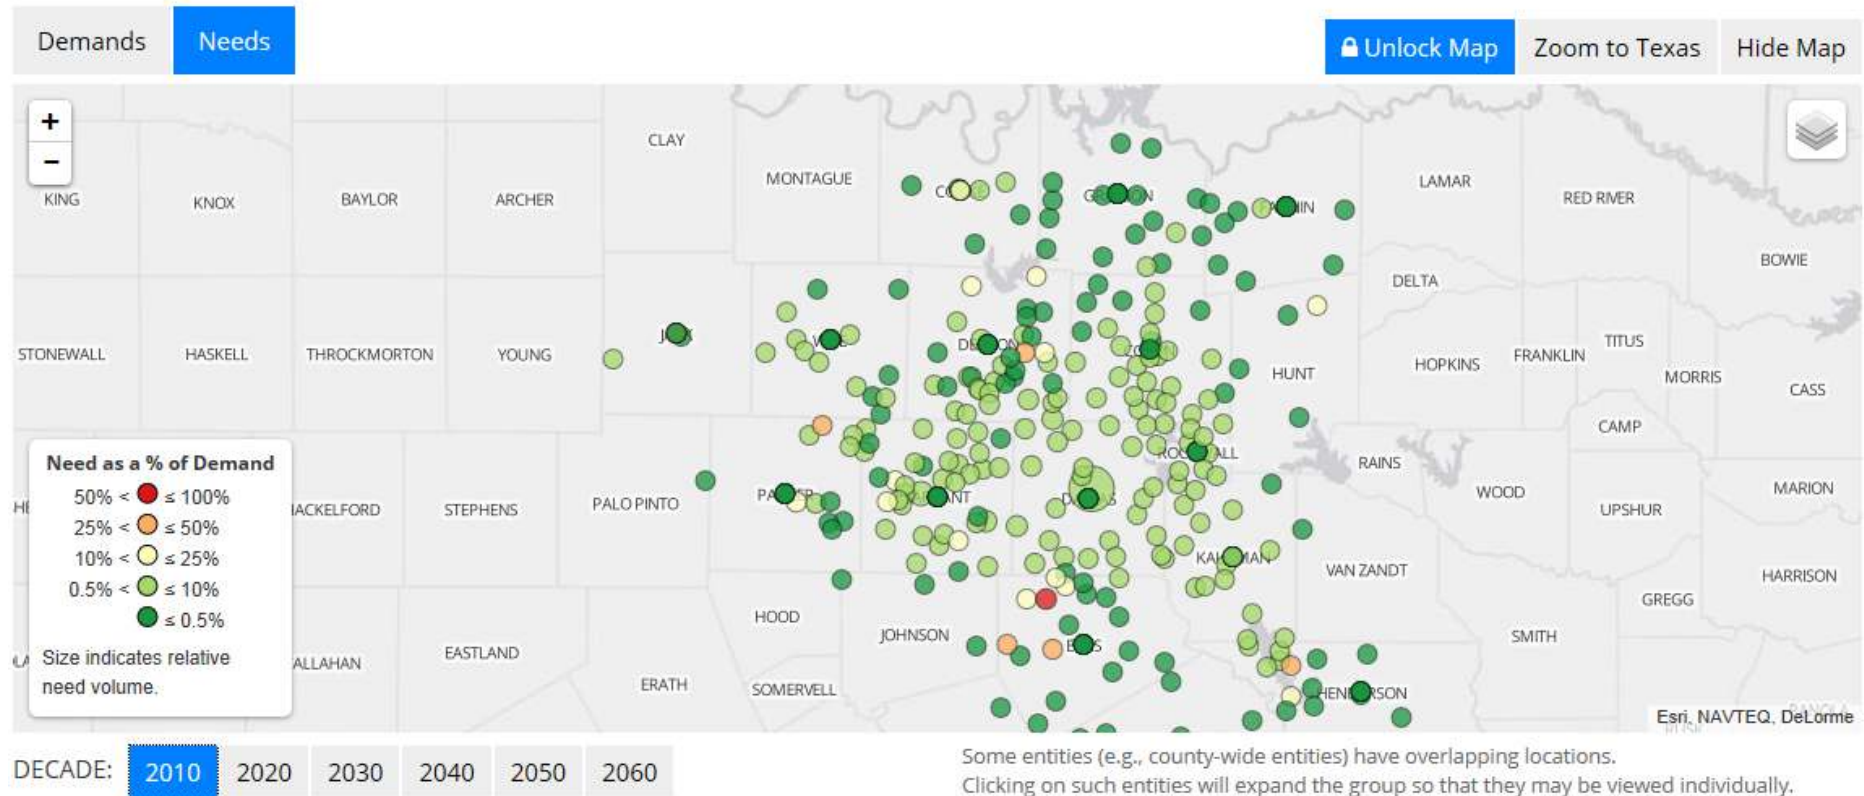 Demands
Needs
Unlock Map
Zoom to Texas
Hide Map
+
−
CLAY
MONTAGUE
LAMAR
RED RIVER
KING
KNOX
BAYLOR
ARCHER
BOWIE
DELTA
STONEWALL
HASKELL
THROCKMORTON
YOUNG
HUNT
HOPKINS
FRANKLIN
TITUS
MORRIS
CASS
CAMP
RAINS
WOOD
MARION
UPSHUR
STEPHENS
PALO PINTO
VAN ZANDT
HARRISON
GREGG
HOOD
JOHNSON
SMITH
EASTLAND
ERATH
SOMERVELL
ACKELFORD
ALLAHAN
Need as a % of Demand
50% < ≤ 100%
25% < ≤ 50%
10% < ≤ 25%
0.5% < ≤ 10%
≤ 0.5%
Size indicates relative
need volume.
Esri, NAVTEQ, DeLorme
DECADE:
2010
2020
2030
2040
2050
2060
Some entities (e.g., county-wide entities) have overlapping locations.
Clicking on such entities will expand the group so that they may be viewed individually.